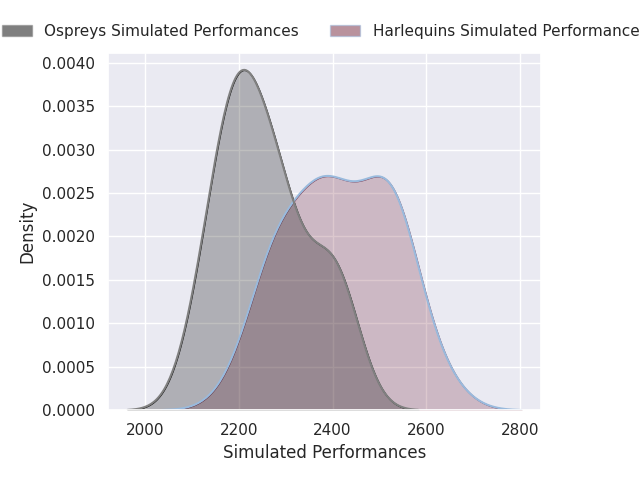 Ospreys Simulated Performances
Harlequins Simulated Performance
0.0040
0.0035
0.0030
0.0025
0.0020
0.0015
0.0010
0.0005
0.0000
Density
2000 2200 2400 2600 2800
Simulated Performances